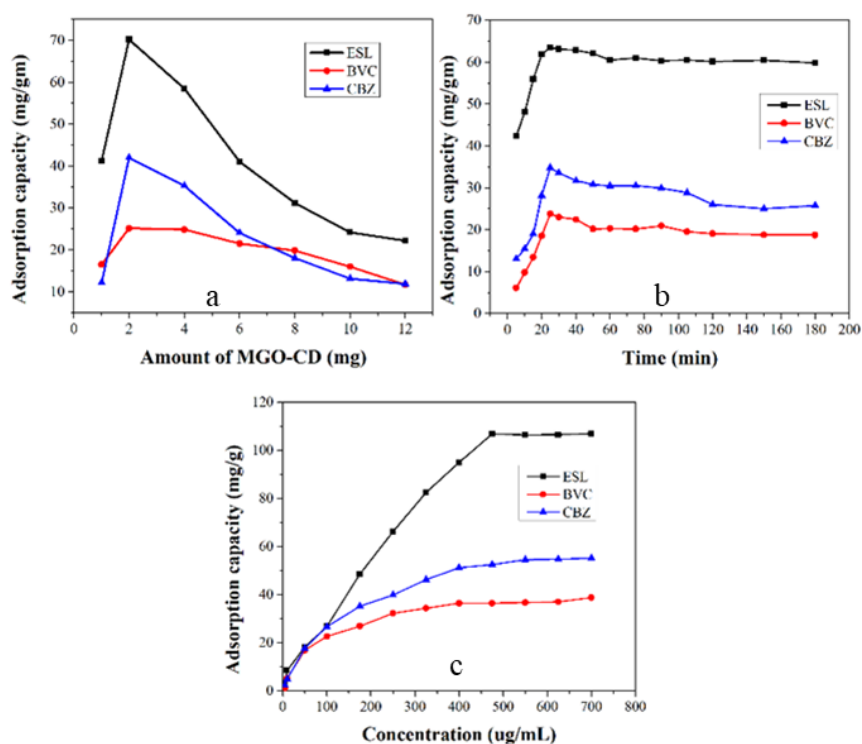 Adsorption capacity (mg/gm)
70
60
50
40
30
20
10
ESL
BVC
CBZ
a
0 2 4 6 8 10 12
Amount of MGO-CD (mg)
Adsorption capacity (mg/gm)
70
60
50
40
30
20
10
0
ESL
BVC
CBZ
b
0 20 40 60 80 100 120 140 160 180 200
Time (min)
Adsorption capacity (mg/g)
120
100
80
60
40
20
0
ESL
BVC
CBZ
c
0 100 200 300 400 500 600 700 800
Concentration (ug/mL)